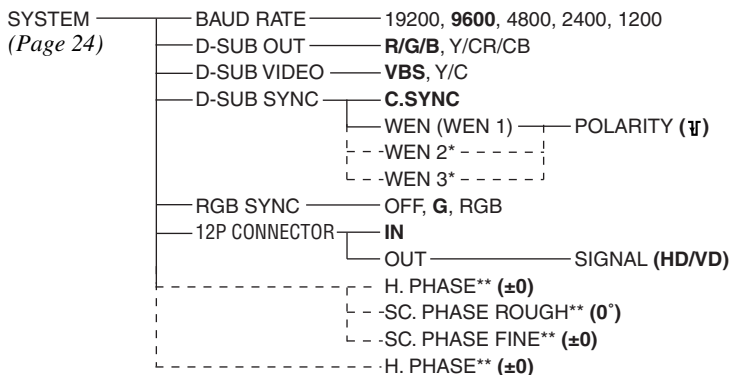 SYSTEM BAUD RATE 19200, 9600, 4800, 2400, 1200
(Page 24) D-SUB OUT R/G/B, Y/CR/CB
D-SUB VIDEO VBS, Y/C
D-SUB SYNC C.SYNC
WEN (WEN 1) POLARITY ( )
WEN 2*
WEN 3*
RGB SYNC OFF, G, RGB
12P CONNECTOR IN
OUT SIGNAL (HD/VD)
H. PHASE** (±0)
SC. PHASE ROUGH** (0°)
SC. PHASE FINE** (±0)
H. PHASE** (±0)